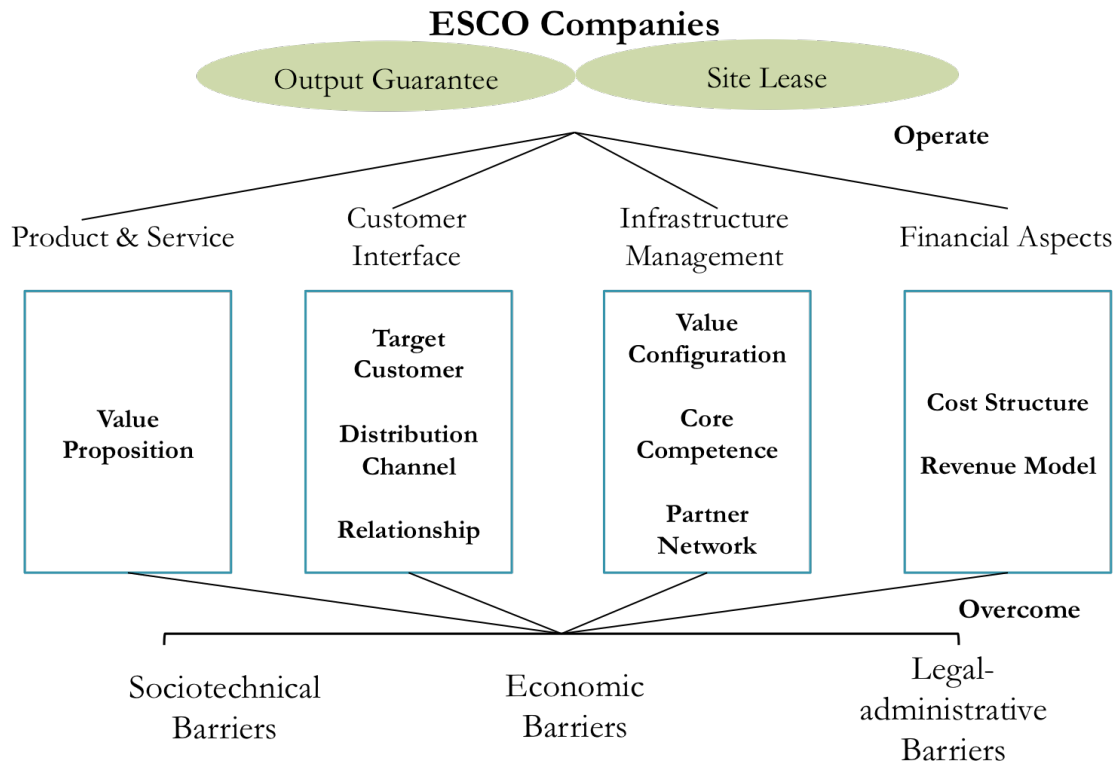 ESCO Companies
Output Guarantee
Site Lease
Operate
Product & Service
Customer
Interface
Infrastructure
Management
Financial Aspects
Value
Proposition
Target
Customer
Distribution
Channel
Relationship
Value
Configuration
Core
Competence
Partner
Network
Cost Structure
Revenue Model
Overcome
Sociotechnical
Barriers
Economic
Barriers
Legal-
administrative
Barriers